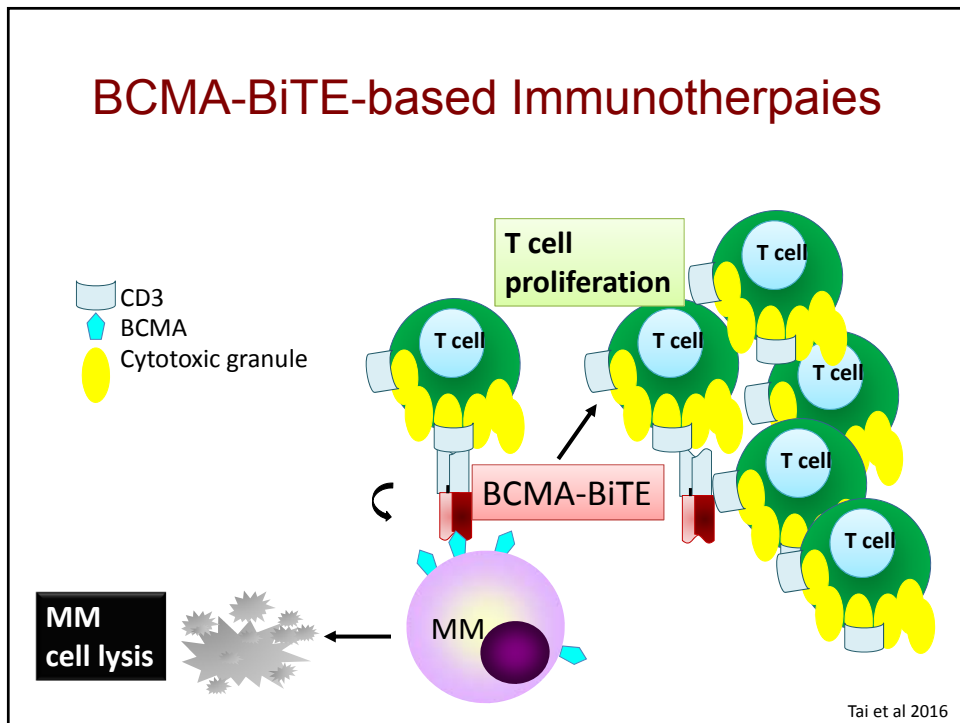 BCMA-BiTE-based Immunotherpaies
T cell
proliferation
T cell
CD3
BCMA
Cytotoxic granule
T cell
T cell
T cell
T cell
T cell
BCMA-BiTE
MM
MM
cell lysis
Tai et al 2016